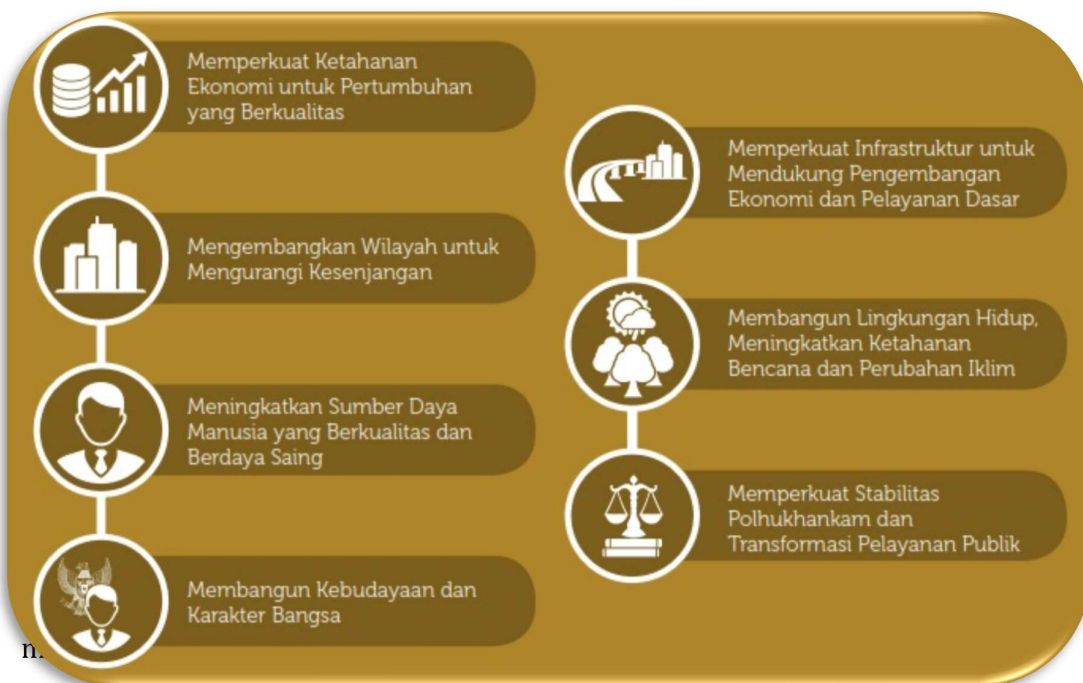 Memperkuat Ketahanan
Ekonomi untuk Pertumbuhan
yang Berkualitas
Mengembangkan Wilayah untuk
Mengurangi Kesenjangan
Meningkatkan Sumber Daya
Manusia yang Berkualitas dan
Berdaya Saing
Membangun Kebudayaan dan
Karakter Bangsa
Memperkuat Infrastruktur untuk
Mendukung Pengembangan
Ekonomi dan Pelayanan Dasar
Membangun Lingkungan Hidup,
Meningkatkan Ketahanan
Bencana dan Perubahan Iklim
Memperkuat Stabilitas
Polhukhankam dan
Transformasi Pelayanan Publik